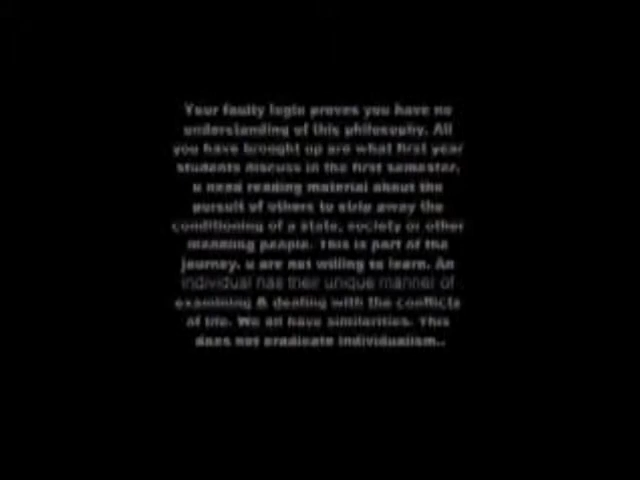 Your faulty login proves you have no
understanding of this philosophy. All
you have brought up are what first year
students discuss in the first semester.
u need reading material about the
pursuit of others to strip away the
conditioning of a state, society or other
meaning people. This is part of the
journey. u are not willing to learn. An
individual has their unique manner of
examining & dealing with the conflicts
of life. We all have similarities. This
does not eradicate individualism..